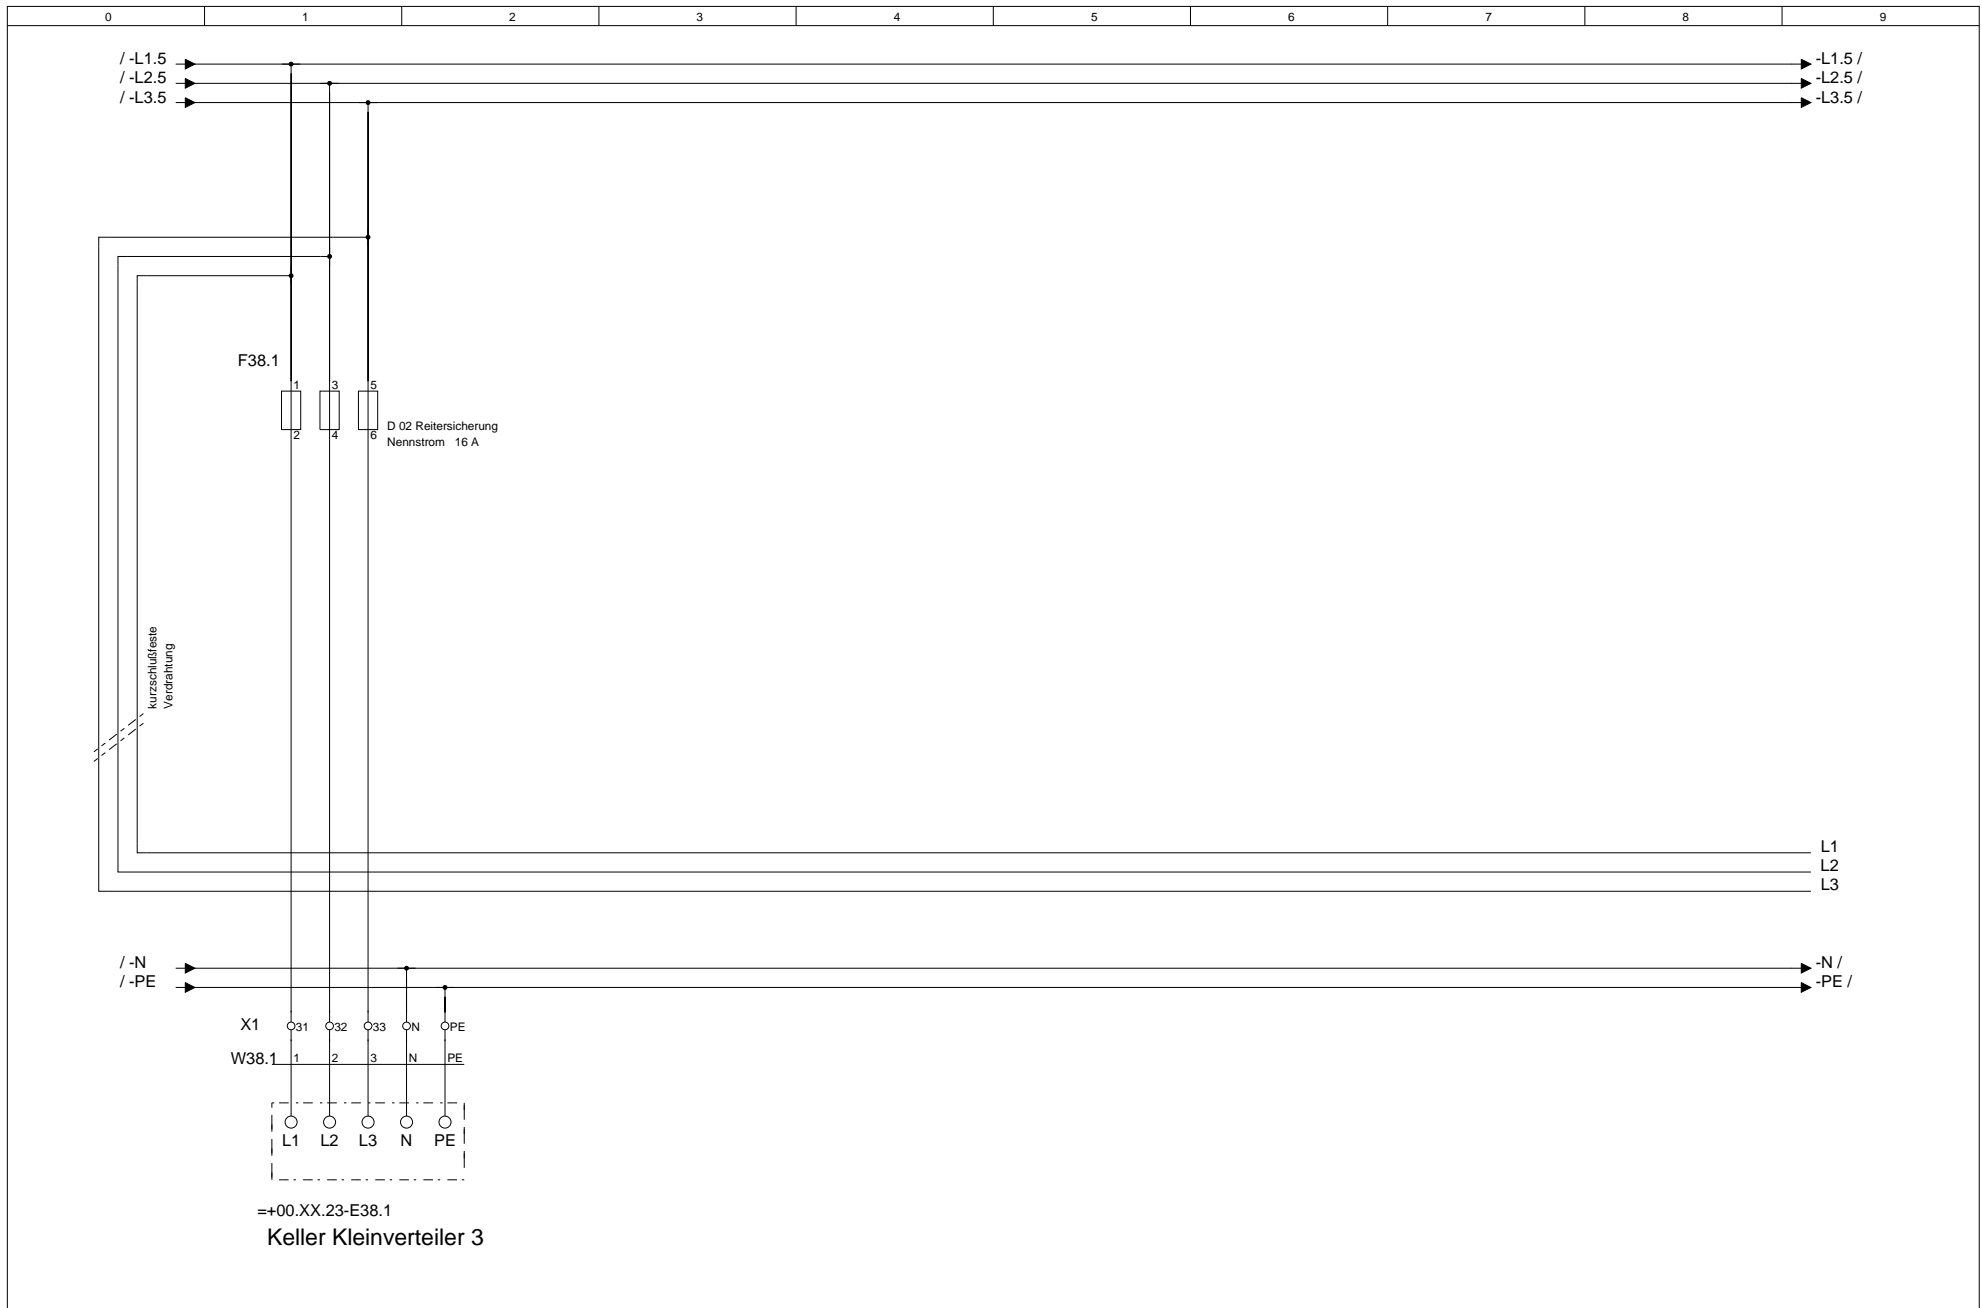 0 1 2 3 4 5 6 7 8 9
/ -L1.5 -L1.5 /
/ -L2.5 -L2.5 /
/ -L3.5 -L3.5 /
F38.1
1 3 5
2 4 6
D 02 Reitersicherung
Nennstrom 16 A
kurzschlußfeste
Verdrahtung
L1
L2
L3
/ -N -N /
/ -PE -PE /
X1 31 32 33 N PE
W38.1 1 2 3 N PE
L1 L2 L3 N PE
=+00.XX.23-E38.1
Keller Kleinverteiler 3